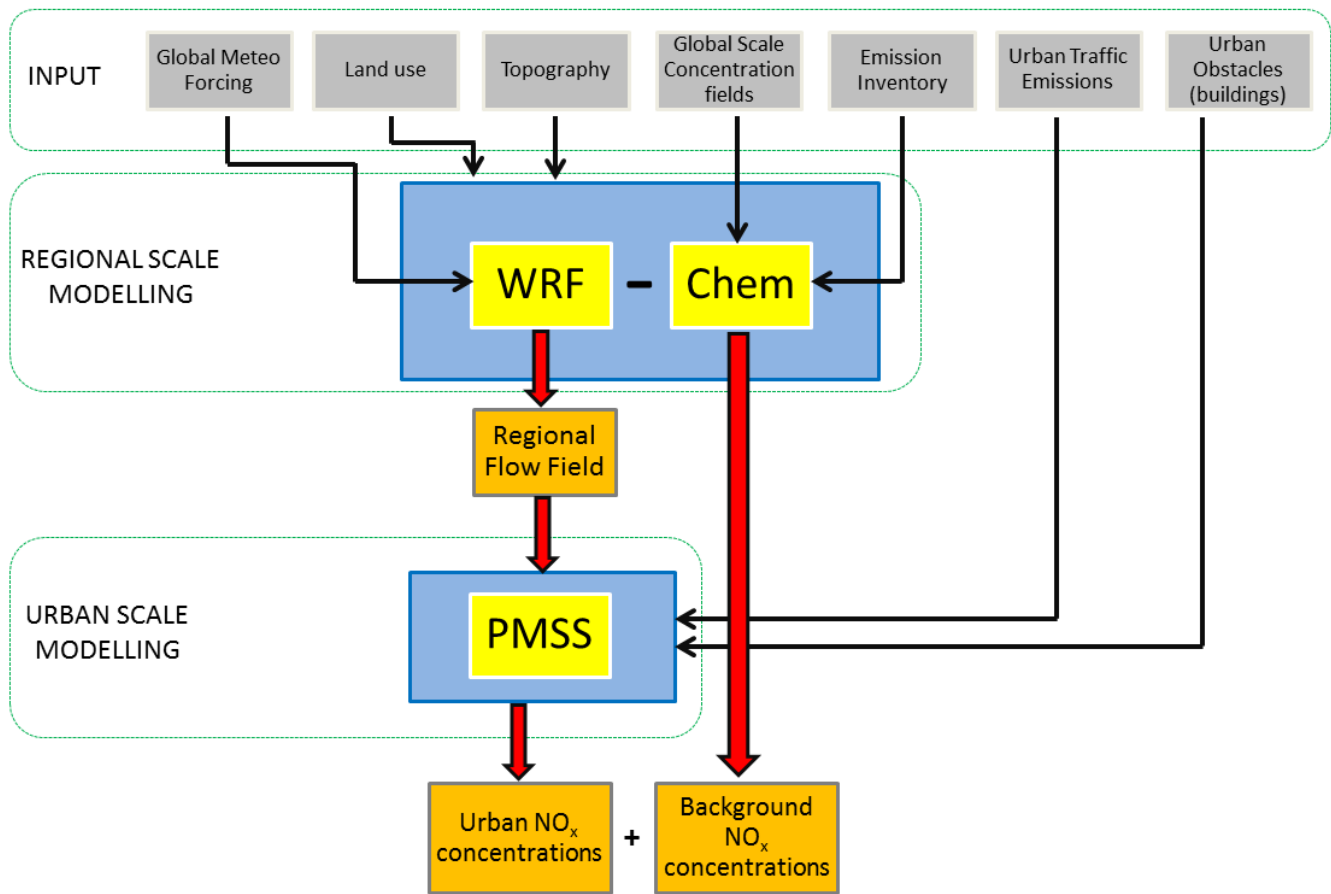 INPUT
Global Meteo
Forcing
Land use
Topography
Global Scale
Concentration
fields
Emission
Inventory
Urban Traffic
Emissions
Urban
Obstacles
(buildings)
REGIONAL SCALE
MODELLING
WRF - Chem
Regional
Flow Field
URBAN SCALE
MODELLING
PMSS
Urban NOx
concentrations
+
Background
NOx
concentrations